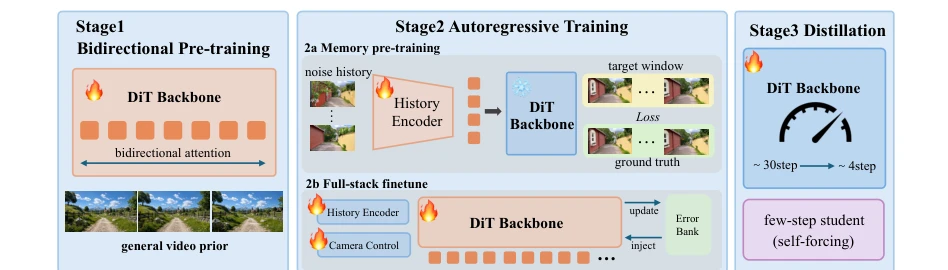 Stage1
Bidirectional Pre-training
DiT Backbone
bidirectional attention
general video prior
Stage2 Autoregressive Training
2a Memory pre-training
noise history
History
Encoder
DiT
Backbone
target window
Loss
ground truth
2b Full-stack finetune
History Encoder
Camera Control
DiT Backbone
update
inject
Error
Bank
Stage3 Distillation
DiT Backbone
~ 30step
~ 4step
few-step student
(self-forcing)